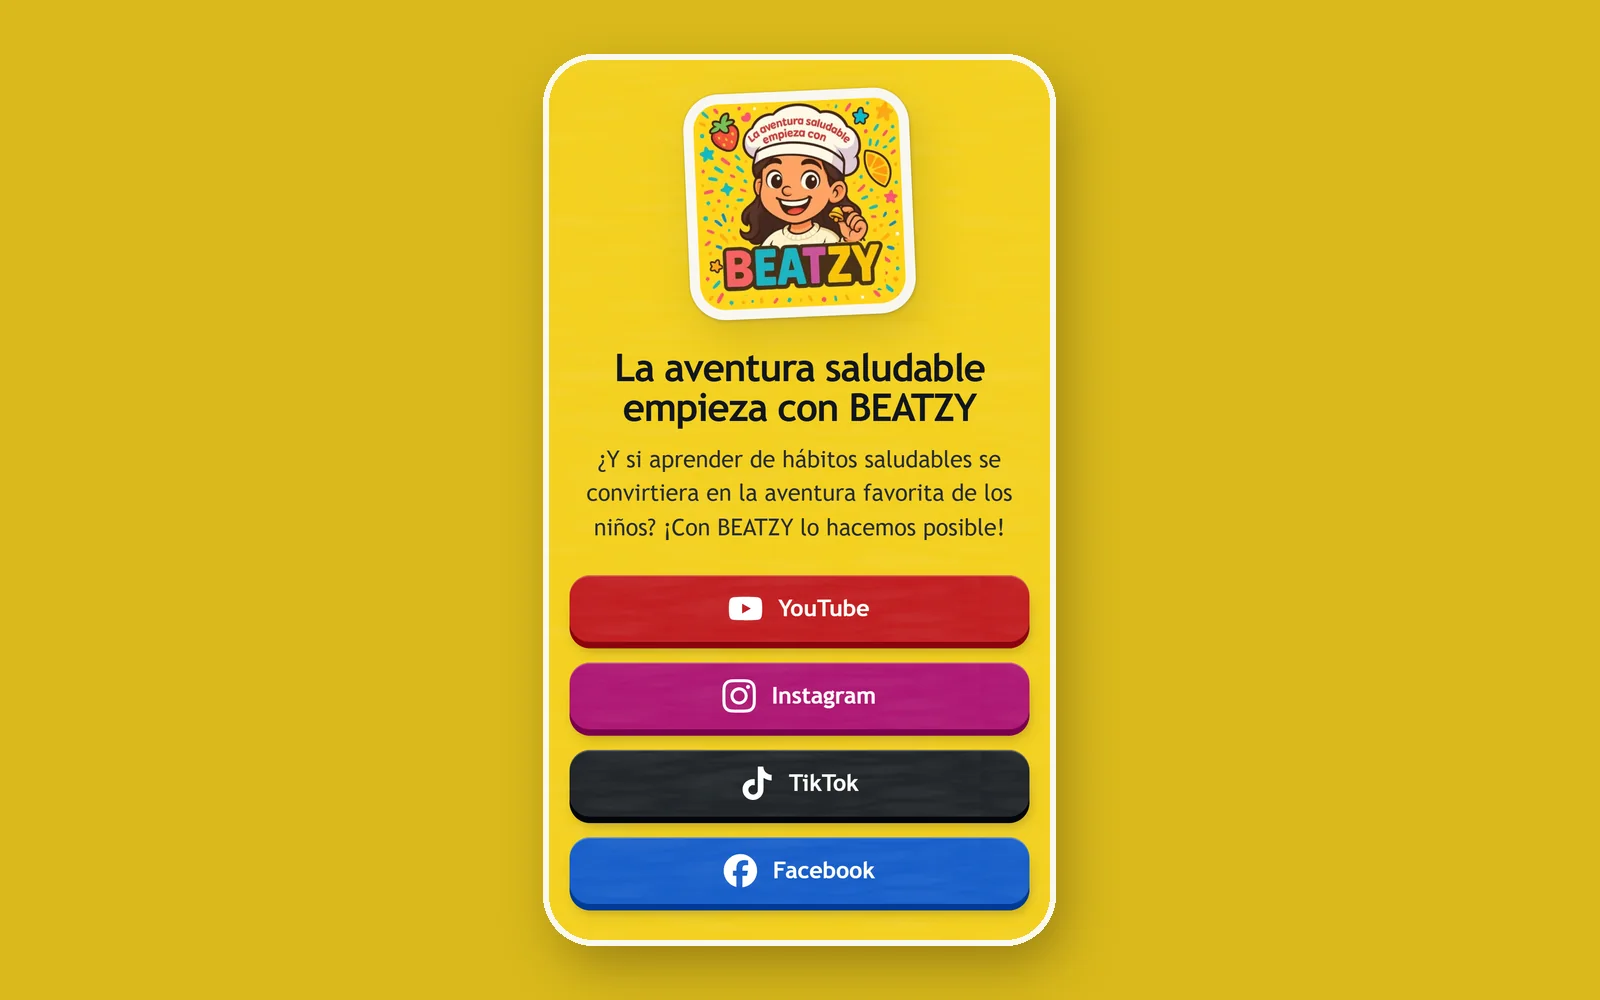 La aventura saludable
empieza con
BEATZY
La aventura saludable
empieza con BEATZY
¿Y si aprender de hábitos saludables se
convirtiera en la aventura favorita de los
niños? ¡Con BEATZY lo hacemos posible!
YouTube
Instagram
TikTok
Facebook